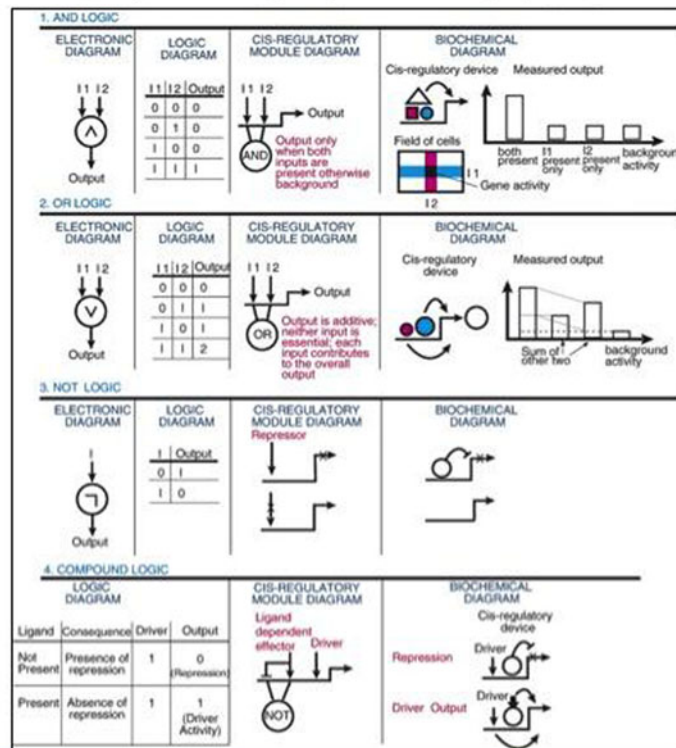 1. AND LOGIC
ELECTRONIC DIAGRAM
LOGIC DIAGRAM
CIS-REGULATORY MODULE DIAGRAM
BIOCHEMICAL DIAGRAM
I1 I2
Output
I1 I2 Output
0 0 0
0 1 0
1 0 0
1 1 1
I1 I2
Output
AND
Output only
when both
inputs are
present otherwise
background
Cis-regulatory device
Field of cells
I1
Gene activity
I2
Measured output
both present
I1 present only
I2 present only
background activity
2. OR LOGIC
ELECTRONIC DIAGRAM
LOGIC DIAGRAM
CIS-REGULATORY MODULE DIAGRAM
BIOCHEMICAL DIAGRAM
I1 I2
Output
I1 I2 Output
0 0 0
0 1 1
1 0 1
1 1 2
I1 I2
Output
OR
Output is additive;
neither input is
essential; each
input contributes
to the overall
output
Cis-regulatory
device
Measured output
Sum of
other two
background
activity
3. NOT LOGIC
ELECTRONIC DIAGRAM
LOGIC DIAGRAM
CIS-REGULATORY MODULE DIAGRAM
BIOCHEMICAL DIAGRAM
I
Output
I Output
0 1
1 0
Repressor
4. COMPOUND LOGIC
LOGIC DIAGRAM
CIS-REGULATORY MODULE DIAGRAM
BIOCHEMICAL DIAGRAM
Ligand Consequence Driver Output
Not Present Presence of repression 1 0 (Repression)
Present Absence of repression 1 1 (Driver Activity)
Ligand
dependent
effector
Driver
NOT
Cis-regulatory
device
Repression
Driver
Driver Output
Driver